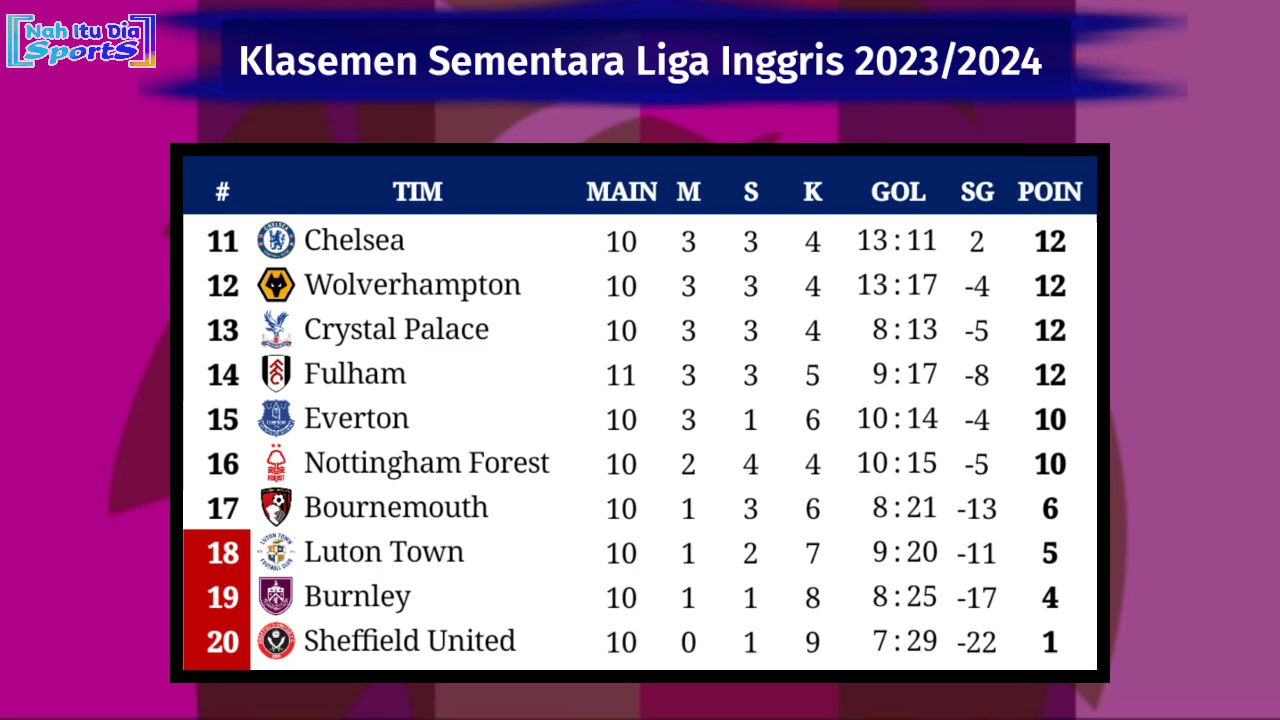 Nah Itu Dia
Sports
Klasemen Sementara Liga Inggris 2023/2024
# TIM MAIN M S K GOL SG POIN
11 Chelsea 10 3 3 4 13:11 2 12
12 Wolverhampton 10 3 3 4 13:17 -4 12
13 Crystal Palace 10 3 3 4 8:13 -5 12
14 Fulham 11 3 3 5 9:17 -8 12
15 Everton 10 3 1 6 10:14 -4 10
16 Nottingham Forest 10 2 4 4 10:15 -5 10
17 Bournemouth 10 1 3 6 8:21 -13 6
18 Luton Town 10 1 2 7 9:20 -11 5
19 Burnley 10 1 1 8 8:25 -17 4
20 Sheffield United 10 0 1 9 7:29 -22 1